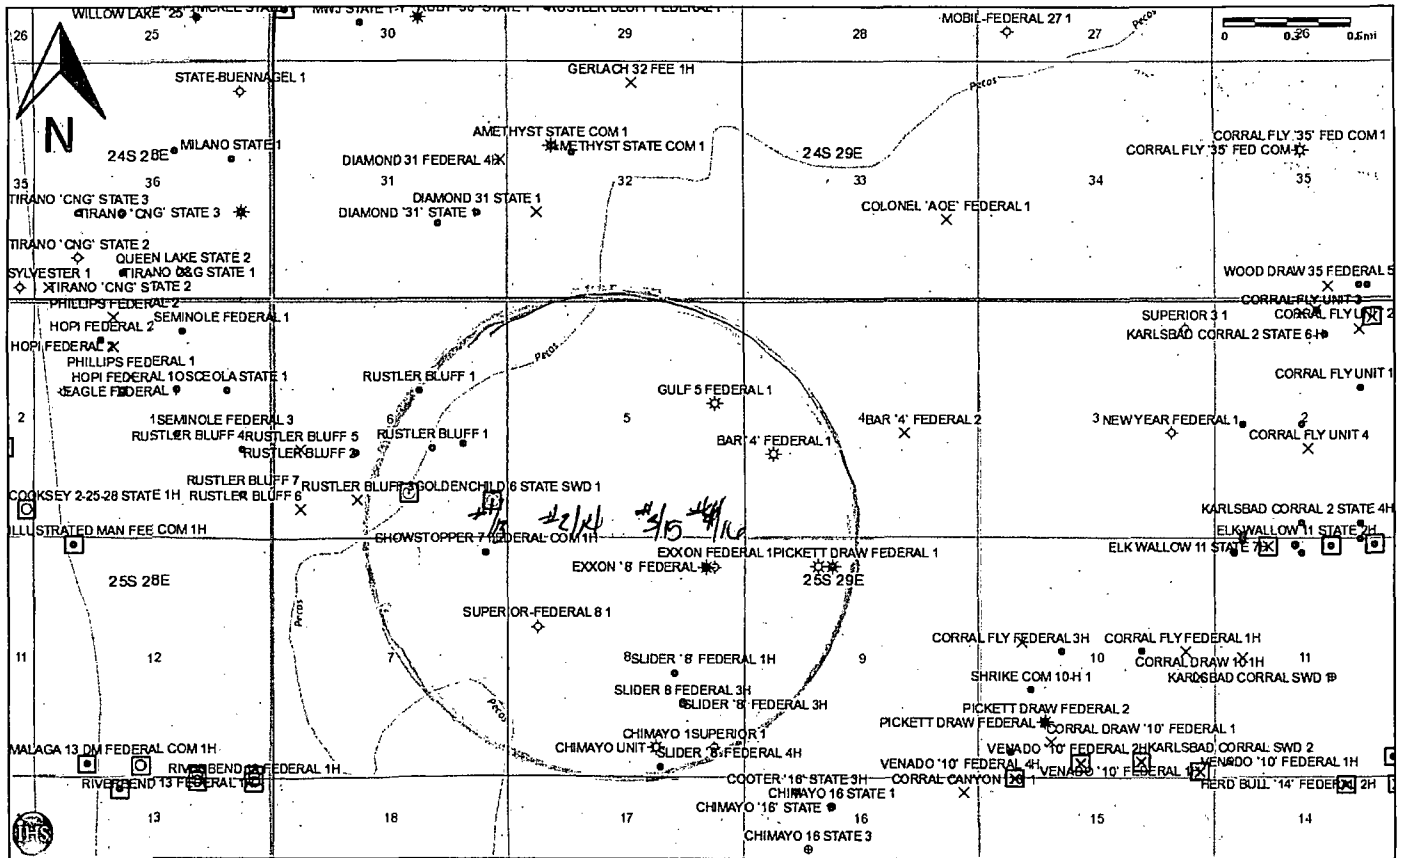 WILLOW LAKE '25
MOBIL-FEDERAL 27 1
Pecos
26
25
30
29
28
27
26
0
STATE-BUENNAGEL 1
GERLACH 32 FEE 1H
Pecos
N
MILANO STATE 1
24S 28E
AMETHYST STATE COM 1
AMETHYST STATE COM 1
DIAMOND 31 FEDERAL 4H
24S 29E
CORRAL FLY '35' FED COM 1
CORRAL FLY '35' FED COM
35
36
31
32
33
34
35
TIRANO 'CNG' STATE 3
TIRANO 'CNG' STATE 3
DIAMOND 31 STATE 1
DIAMOND '31' STATE
COLONEL 'AOE' FEDERAL 1
TIRANO 'CNG' STATE 2
QUEEN LAKE STATE 2
SYLVESTER 1
TIRANO C&G STATE 1
TIRANO 'CNG' STATE 2
WOOD DRAW 35 FEDERAL 5
PHILLIPS FEDERAL 2
CORRAL FLY UNIT 3
SEMINOLE FEDERAL 1
SUPERIOR 3 1
CORRAL FLY UNIT 2
HOPI FEDERAL 2
KARLSBAD CORRAL 2 STATE 6H
HOPI FEDERAL 2
Pecos
PHILLIPS FEDERAL 1
HOPI FEDERAL 1
OSCEOLA STATE 1
RUSTLER BLUFF 1
CORRAL FLY UNIT 1
EAGLE FEDERAL
GULF 5 FEDERAL 1
2
1
SEMINOLE FEDERAL 3
6
5
4
BAR '4' FEDERAL 2
3
NEW YEAR FEDERAL 1
2
RUSTLER BLUFF 4
RUSTLER BLUFF 5
RUSTLER BLUFF 1
BAR '4' FEDERAL 1
CORRAL FLY UNIT 4
RUSTLER BLUFF 2
RUSTLER BLUFF 7
RUSTLER BLUFF 3
GOLDENCHILD 6 STATE SWD 1
COOKSEY 2-25-28 STATE 1H
RUSTLER BLUFF 6
#1/13
#2/14
#3/15
#4/16
KARLSBAD CORRAL 2 STATE 4H
ILLUSTRATED MAN FEE COM 1H
SHOWSTOPPER 7 FEDERAL COM 1H
ELK WALLOW 11 STATE 2H
ELK WALLOW 11 STATE 7H
EXXON FEDERAL 1
PICKETT DRAW FEDERAL 1
EXXON '8' FEDERAL
25S 28E
25S 29E
Pecos
SUPERIOR-FEDERAL 8 1
CORRAL FLY FEDERAL 3H
CORRAL FLY FEDERAL 1H
11
12
7
8
SLIDER '8' FEDERAL 1H
9
10
CORRAL DRAW 10-1H
11
SHRIKE COM 10-H 1
KARLSBAD CORRAL SWD 1
SLIDER 8 FEDERAL 3H
SLIDER '8' FEDERAL 3H
Pecos
PICKETT DRAW FEDERAL 2
PICKETT DRAW FEDERAL
CORRAL DRAW '10' FEDERAL 1
CHIMAYO 1
SUPERIOR 1
MALAGA 13 DM FEDERAL COM 1H
CHIMAYO UNIT
SLIDER '8' FEDERAL 4H
VENADO '10' FEDERAL 2H
KARLSBAD CORRAL SWD 2
VENADO '10' FEDERAL 4H
VENADO '10' FEDERAL 1H
VENADO '10' FEDERAL 1
COOTER '16' STATE 3H
CORRAL CANYON
RIVERBEND 13 FEDERAL
HERD BULL '14' FEDERAL 2H
CHIMAYO 16 STATE 1
CHIMAYO '16' STATE
IHS
13
18
17
16
15
14
CHIMAYO 16 STATE 3